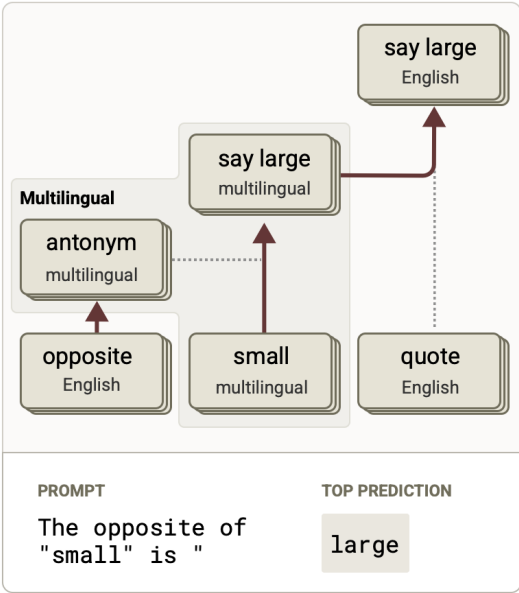 say large
English
say large
multilingual
Multilingual
antonym
multilingual
opposite
English
small
multilingual
quote
English
PROMPT
The opposite of
"small" is "
TOP PREDICTION
large